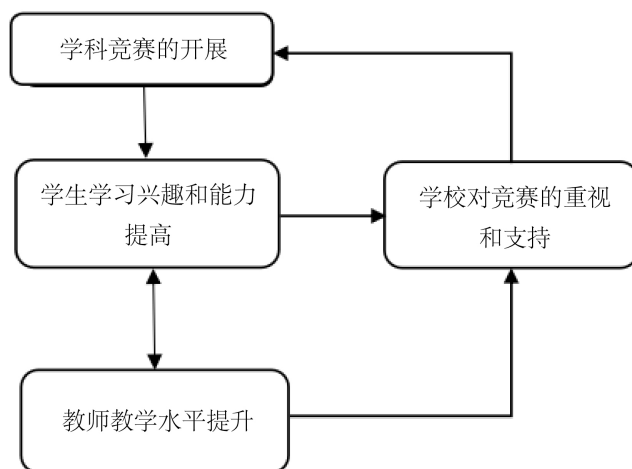 学科竞赛的开展
学生学习兴趣和能力
提高
学校对竞赛的重视
和支持
教师教学水平提升